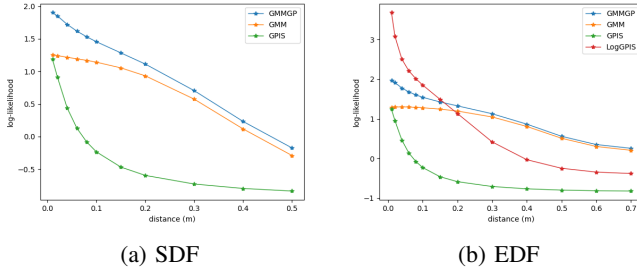 2.0
1.5
1.0
0.5
0.0
−0.5
log-likelihood
0.0
0.1
0.2
0.3
0.4
0.5
distance (m)
GMMGP
GMM
GPIS
(a) SDF
3
2
1
0
−1
log-likelihood
0.0
0.1
0.2
0.3
0.4
0.5
0.6
0.7
distance (m)
GMMGP
GMM
GPIS
LogGPIS
(b) EDF